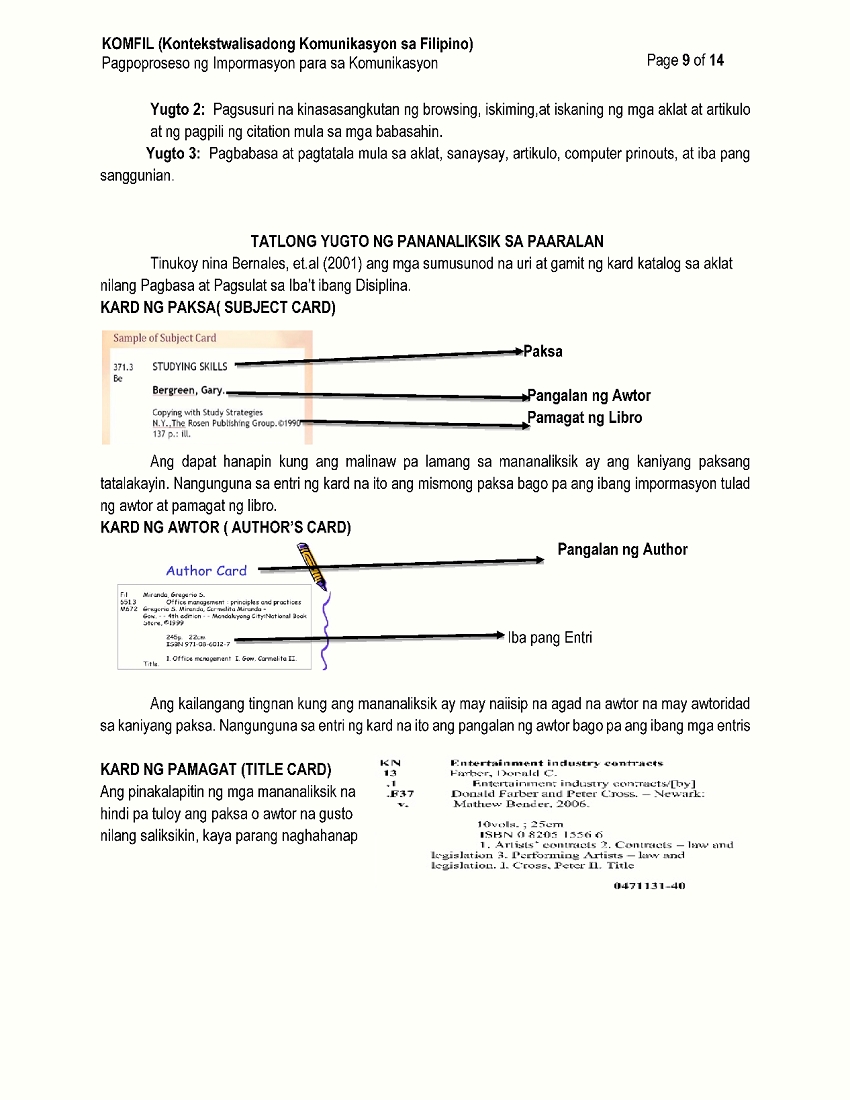 KOMFIL (Kontekstwalisadong Komunikasyon sa Filipino)
Pagpoproseso ng Impormasyon para sa Komunikasyon
Page 9 of 14
Yugto 2: Pagsusuri na kinasasangkutan ng browsing, iskiming,at iskaning ng mga aklat at artikulo
at ng pagpili ng citation mula sa mga babasahin.
Yugto 3: Pagbabasa at pagtatala mula sa aklat, sanaysay, artikulo, computer prinouts, at iba pang
sanggunian.
TATLONG YUGTO NG PANANALIKSIK SA PAARALAN
Tinukoy nina Bernales, et.al (2001) ang mga sumusunod na uri at gamit ng kard katalog sa aklat
nilang Pagbasa at Pagsulat sa Iba't ibang Disiplina.
KARD NG PAKSA( SUBJECT CARD)
Sample of Subject Card
371.3 STUDYING SKILLS
Be
Bergreen, Gary.
Copying with Study Strategies
N.Y.,The Rosen Publishing Group.©1990
137 p.: ill.
Paksa
Pangalan ng Awtor
Pamagat ng Libro
Ang dapat hanapin kung ang malinaw pa lamang sa mananaliksik ay ang kaniyang paksang
tatalakayin. Nangunguna sa entri ng kard na ito ang mismong paksa bago pa ang ibang impormasyon tulad
ng awtor at pamagat ng libro.
KARD NG AWTOR ( AUTHOR'S CARD)
Author Card
Pangalan ng Author
Fil Miranda, Gregorio S.
651.3 Office management : principles and practices
M672 Gregorio S. Miranda, Carmelita Miranda -
Gow. - - 4th edition - - Mandaluyong City:National Book
Store, ©1999
248p. 22cm
ISBN 971-08-6012-7
1. Office management I. Gow, Carmelita II.
Title.
Iba pang Entri
Ang kailangang tingnan kung ang mananaliksik ay may naiisip na agad na awtor na may awtoridad
sa kaniyang paksa. Nangunguna sa entri ng kard na ito ang pangalan ng awtor bago pa ang ibang mga entris
KARD NG PAMAGAT (TITLE CARD)
Ang pinakalapitin ng mga mananaliksik na
hindi pa tuloy ang paksa o awtor na gusto
nilang saliksikin, kaya parang naghahanap
KN Entertainment industry contracts
13 Farber, Donald C.
.1 Entertainment industry contracts/[by]
.F37 Donald Farber and Peter Cross. – Newark:
v. Mathew Bender, 2006.
10vols. ; 25cm
ISBN 0 8205 1556 6
1. Artists' contracts 2. Contracts – law and
legislation 3. Performing Artists – law and
legislation. I. Cross, Peter II. Title
0471131-40